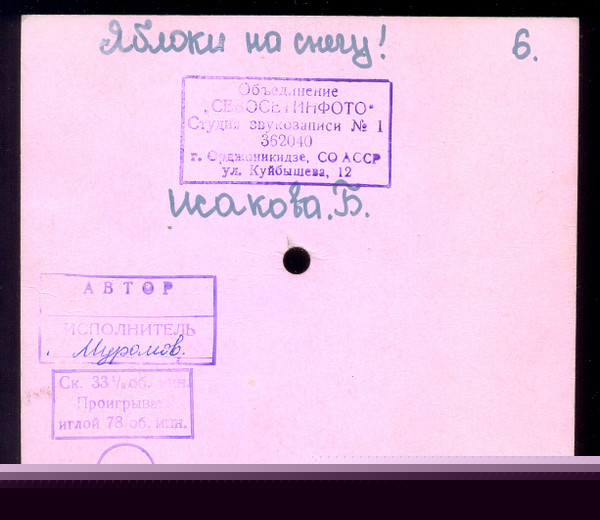 Яблоки на снегу! 6.
Объединение
"СЕВОСЕТИНФОТО"
Студия звукозаписи № 1
362040
г. Орджоникидзе, СО АССР
ул. Куйбышева, 12
Исакова. Б.
АВТОР
ИСПОЛНИТЕЛЬ
Муромов.
Ск. 33 1/3 об. мин.
Проигрывать
иглой 78 об. мин.